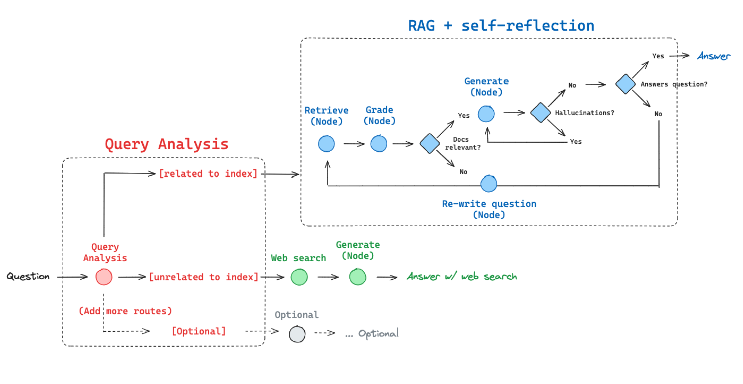 RAG + self-reflection
Yes
Answer
Generate
(Node)
No
Answers question?
Retrieve
(Node)
Grade
(Node)
Yes
Hallucinations?
No
Docs
relevant?
Yes
Query Analysis
No
[related to index]
Re-write question
(Node)
Query
Analysis
Generate
(Node)
Web search
Question
[unrelated to index]
Answer w/ web search
(Add more routes)
Optional
[Optional]
... Optional